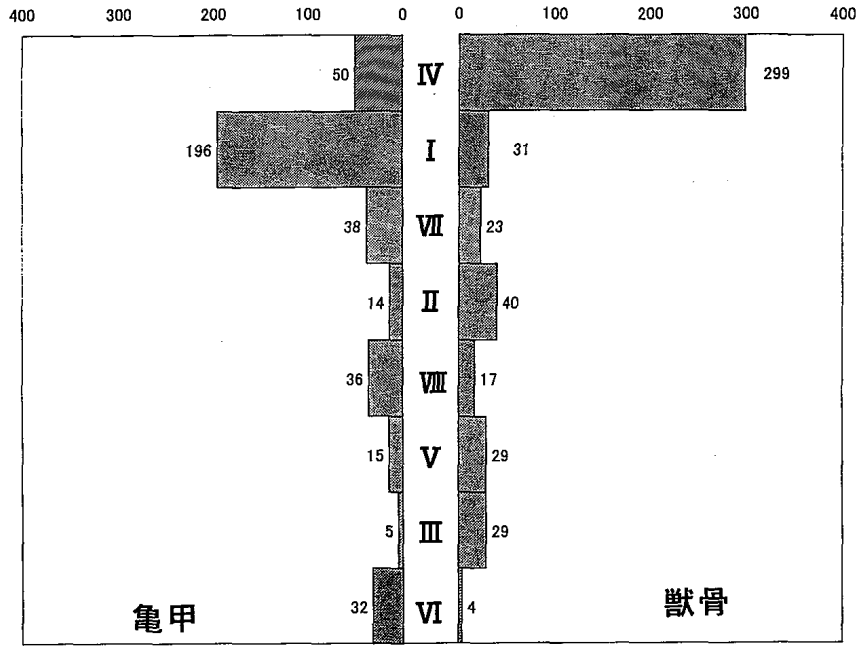 400 300 200 100 0 0 100 200 300 400
50 IV 299
196 I 31
38 VII 23
14 II 40
36 VIII 17
15 V 29
5 III 29
32 VI 4
亀甲 獣骨